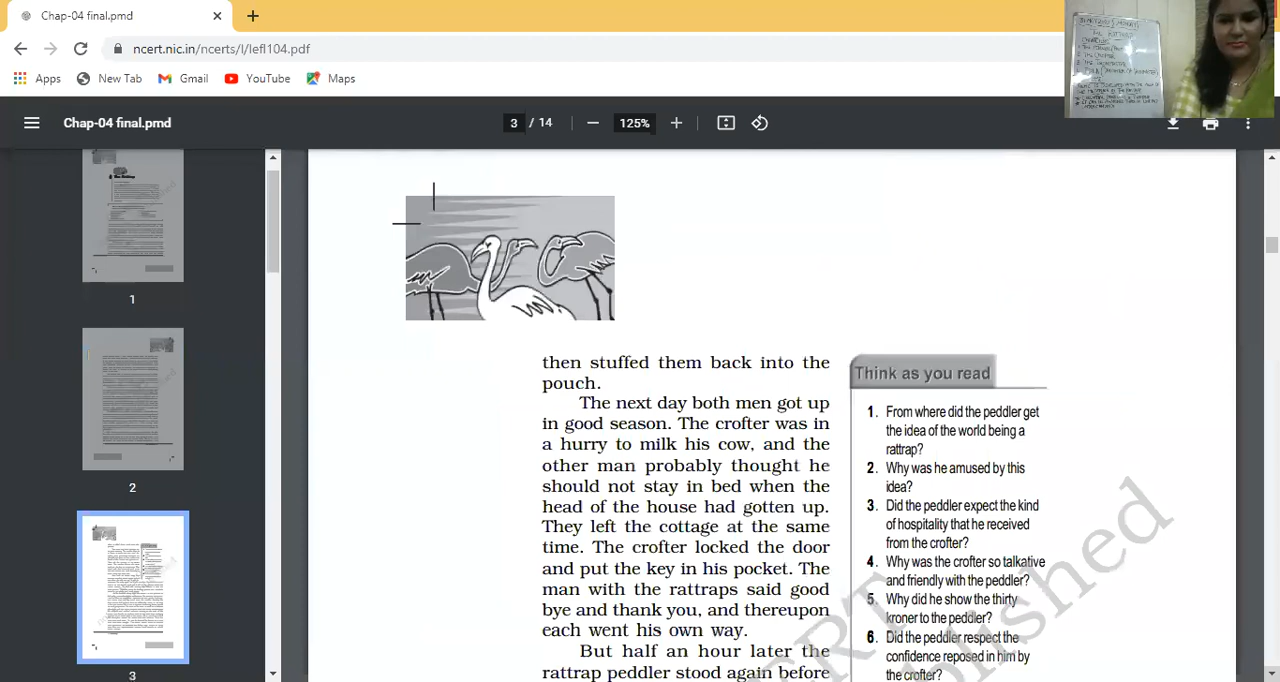 Chap-04 final.pmd
ncert.nic.in/ncerts/l/lefl104.pdf
Apps
New Tab
Gmail
YouTube
Maps
Chap-04 final.pmd
3 / 14
125%
THE RATTRAP
1
2
3
then stuffed them back into the
pouch.
The next day both men got up
in good season. The crofter was in
a hurry to milk his cow, and the
other man probably thought he
should not stay in bed when the
head of the house had gotten up.
They left the cottage at the same
time. The crofter locked the door
and put the key in his pocket. The
man with the rattraps said good
bye and thank you, and thereupon
each went his own way.
But half an hour later the
rattrap peddler stood again before
Think as you read
1. From where did the peddler get
the idea of the world being a
rattrap?
2. Why was he amused by this
idea?
3. Did the peddler expect the kind
of hospitality that he received
from the crofter?
4. Why was the crofter so talkative
and friendly with the peddler?
5. Why did he show the thirty
kroner to the peddler?
6. Did the peddler respect the
confidence reposed in him by
the crofter?